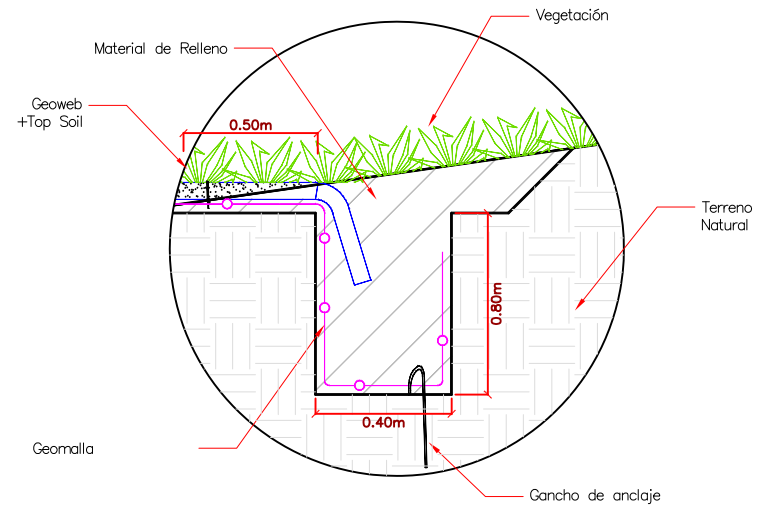 Vegetación
Material de Relleno
Geoweb
+Top Soil
0.50m
Terreno
Natural
0.80m
0.40m
Geomalla
Gancho de anclaje